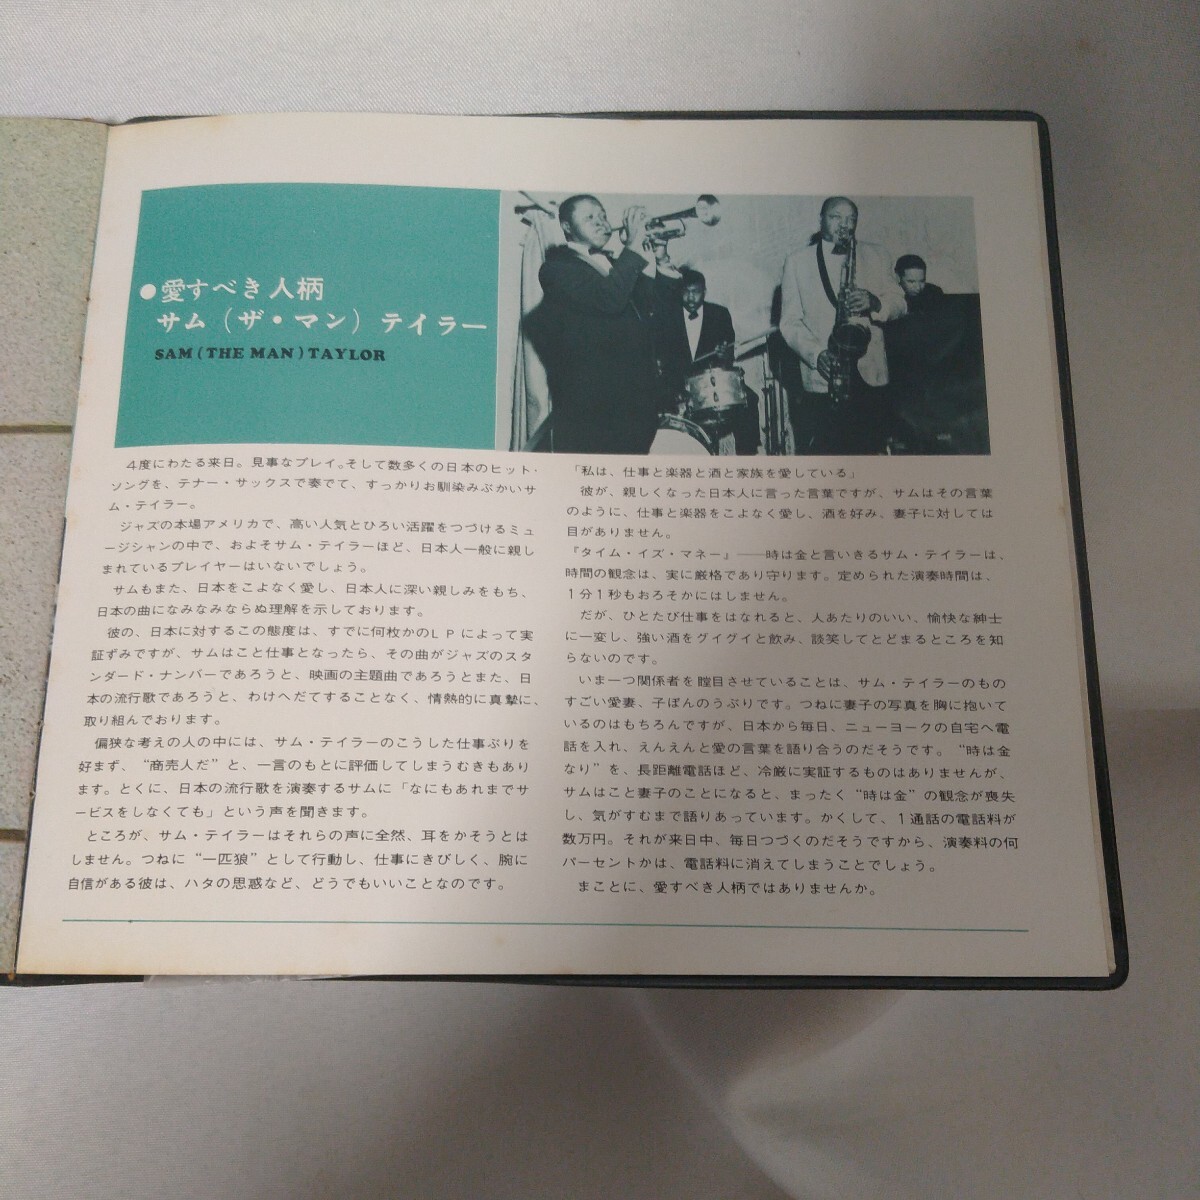 ●愛すべき人柄
サム（ザ・マン）テイラー
SAM (THE MAN) TAYLOR
4度にわたる来日。見事なプレイ。そして数多くの日本のヒット・
ソングを、テナー・サックスで奏でて、すっかりお馴染みぶかいサ
ム・テイラー。
ジャズの本場アメリカで、高い人気とひろい活躍をつづけるミュ
ージシャンの中で、およそサム・テイラーほど、日本人一般に親し
まれているプレイヤーはいないでしょう。
サムもまた、日本をこよなく愛し、日本人に深い親しみをもち、
日本の曲になみなみならぬ理解を示しております。
彼の、日本に対するこの態度は、すでに何枚かのLPによって実
証ずみですが、サムはこと仕事となったら、その曲がジャズのスタ
ンダード・ナンバーであろうと、映画の主題曲であろうとまた、日
本の流行歌であろうと、わけへだてすることなく、情熱的に真摯に、
取り組んでおります。
偏狭な考えの人の中には、サム・テイラーのこうした仕事ぶりを
好まず、“商売人だ”と、一言のもとに評価してしまうむきもあり
ます。とくに、日本の流行歌を演奏するサムに「なにもあれまでサ
ービスをしなくても」という声を聞きます。
ところが、サム・テイラーはそれらの声に全然、耳をかそうとは
しません。つねに“一匹狼”として行動し、仕事にきびしく、腕に
自信がある彼は、ハタの思惑など、どうでもいいことなのです。
「私は、仕事と楽器と酒と家族を愛している」
彼が、親しくなった日本人に言った言葉ですが、サムはその言葉
のように、仕事と楽器をこよなく愛し、酒を好み、妻子に対しては
目がありません。
『タイム・イズ・マネー』――時は金と言いきるサム・テイラーは、
時間の観念は、実に厳格であり守ります。定められた演奏時間は、
1分1秒もおろそかにはしません。
だが、ひとたび仕事をはなれると、人あたりのいい、愉快な紳士
に一変し、強い酒をグイグイと飲み、談笑してとどまるところを知
らないのです。
いま一つ関係者を瞠目させていることは、サム・テイラーのもの
すごい愛妻、子ぼんのうぶりです。つねに妻子の写真を胸に抱いて
いるのはもちろんですが、日本から毎日、ニューヨークの自宅へ電
話を入れ、えんえんと愛の言葉を語り合うのだそうです。“時は金
なり”を、長距離電話ほど、冷厳に実証するものはありませんが、
サムはこと妻子のことになると、まったく“時は金”の観念が喪失
し、気がすむまで語りあっています。かくして、1通話の電話料が
数万円。それが来日中、毎日つづくのだそうですから、演奏料の何
パーセントかは、電話料に消えてしまうことでしょう。
まことに、愛すべき人柄ではありませんか。